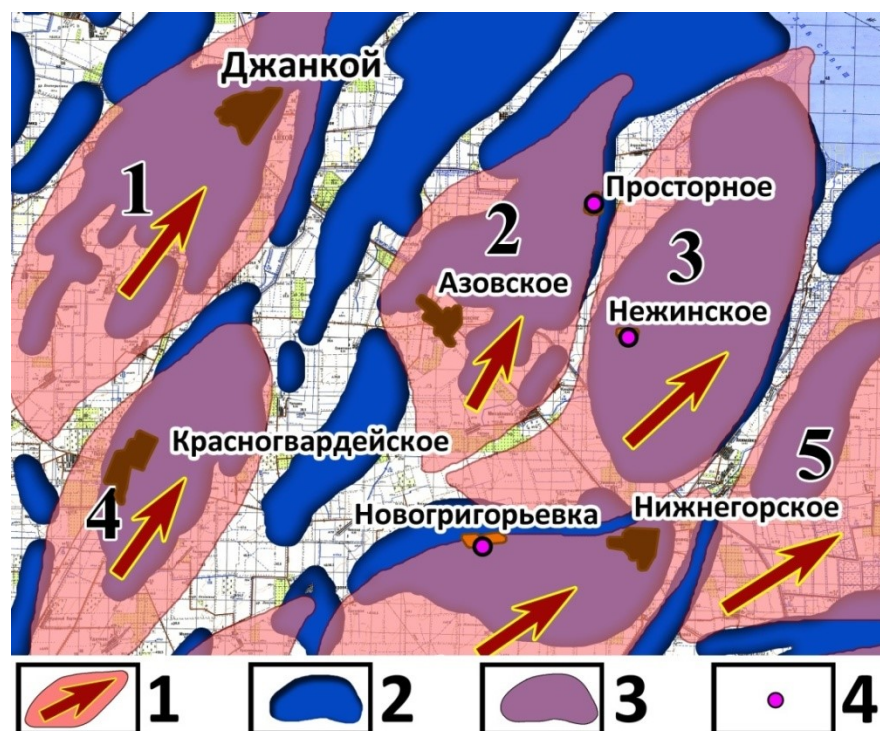 Джанкой
1
2
Просторное
3
Азовское
Нежинское
Красногвардейское
4
5
Новогригорьевка
Нижнегорское
1
2
3
4